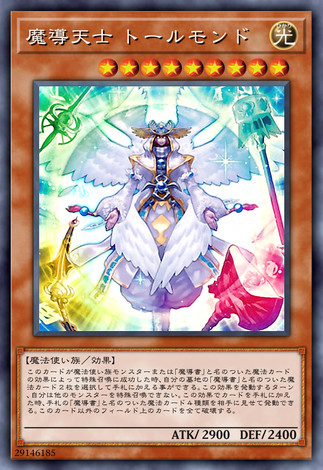 魔導天士 トールモンド
光
【魔法使い族／効果】
このカードが魔法使い族モンスターまたは「魔導書」と名のついた魔法カード
の効果によって特殊召喚に成功した時、自分の墓地の「魔導書」と名のついた魔法
カード２枚を選択して手札に加える事ができる。この効果を発動するターン、
自分は他のモンスターを特殊召喚できない。この効果でカードを手札に加え
た時、手札の「魔導書」と名のついた魔法カード４種類を相手に見せて発動でき
る。このカード以外のフィールド上のカードを全て破壊する。
ATK/ 2900 DEF/2400
29146185